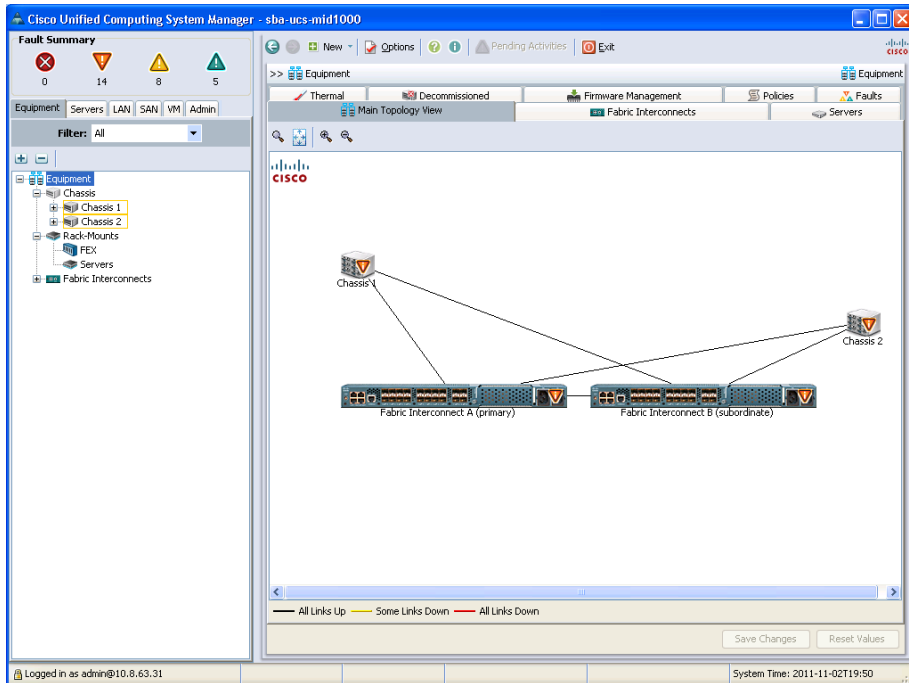 Cisco Unified Computing System Manager - sba-ucs-mid1000
Fault Summary
0 14 8 5
New Options Pending Activities Exit
cisco
>> Equipment Equipment
Equipment Servers LAN SAN VM Admin
Filter: All
Thermal Decommissioned Firmware Management Policies Faults
Main Topology View Fabric Interconnects Servers
Equipment
Chassis
Chassis 1
Chassis 2
Rack-Mounts
FEX
Servers
Fabric Interconnects
CISCO
Chassis 1
Chassis 2
Fabric Interconnect A (primary)
Fabric Interconnect B (subordinate)
All Links Up Some Links Down All Links Down
Save Changes Reset Values
Logged in as admin@10.8.63.31
System Time: 2011-11-02T19:50